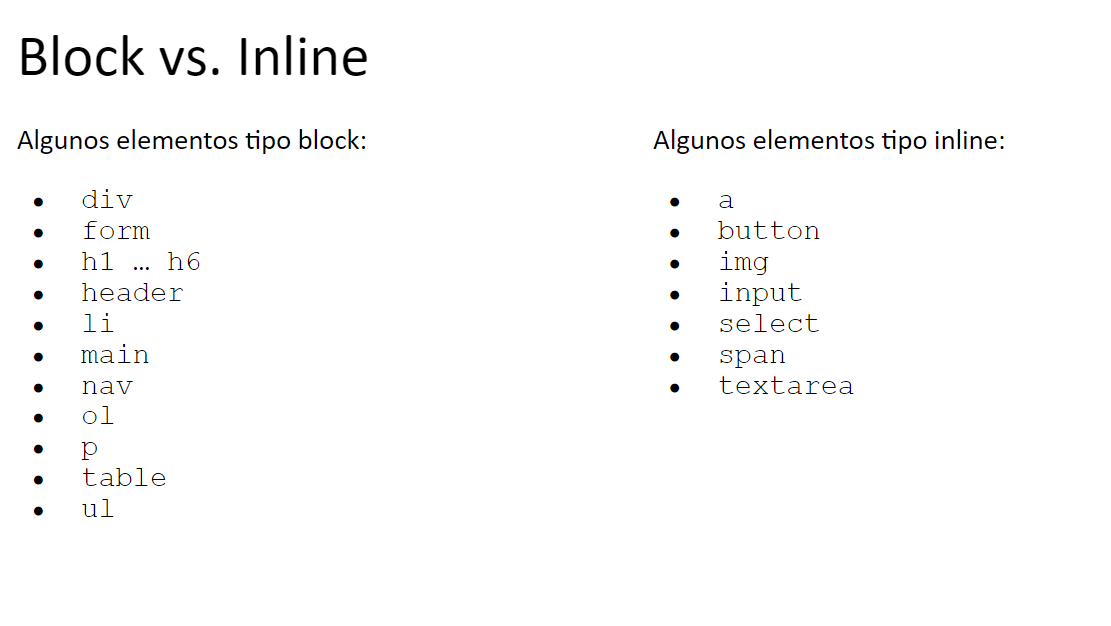 Block vs. Inline
Algunos elementos tipo block:
• div
• form
• h1 … h6
• header
• li
• main
• nav
• ol
• p
• table
• ul
Algunos elementos tipo inline:
• a
• button
• img
• input
• select
• span
• textarea